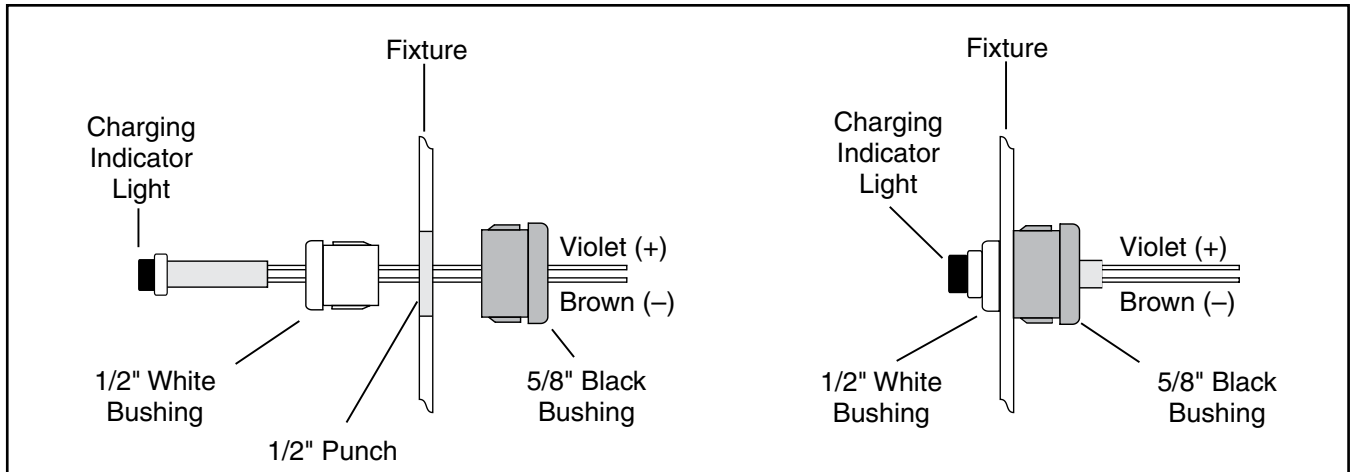 Fixture
Charging
Indicator
Light
Violet (+)
Brown (–)
1/2" White
Bushing
5/8" Black
Bushing
1/2" Punch
Fixture
Charging
Indicator
Light
Violet (+)
Brown (–)
1/2" White
Bushing
5/8" Black
Bushing